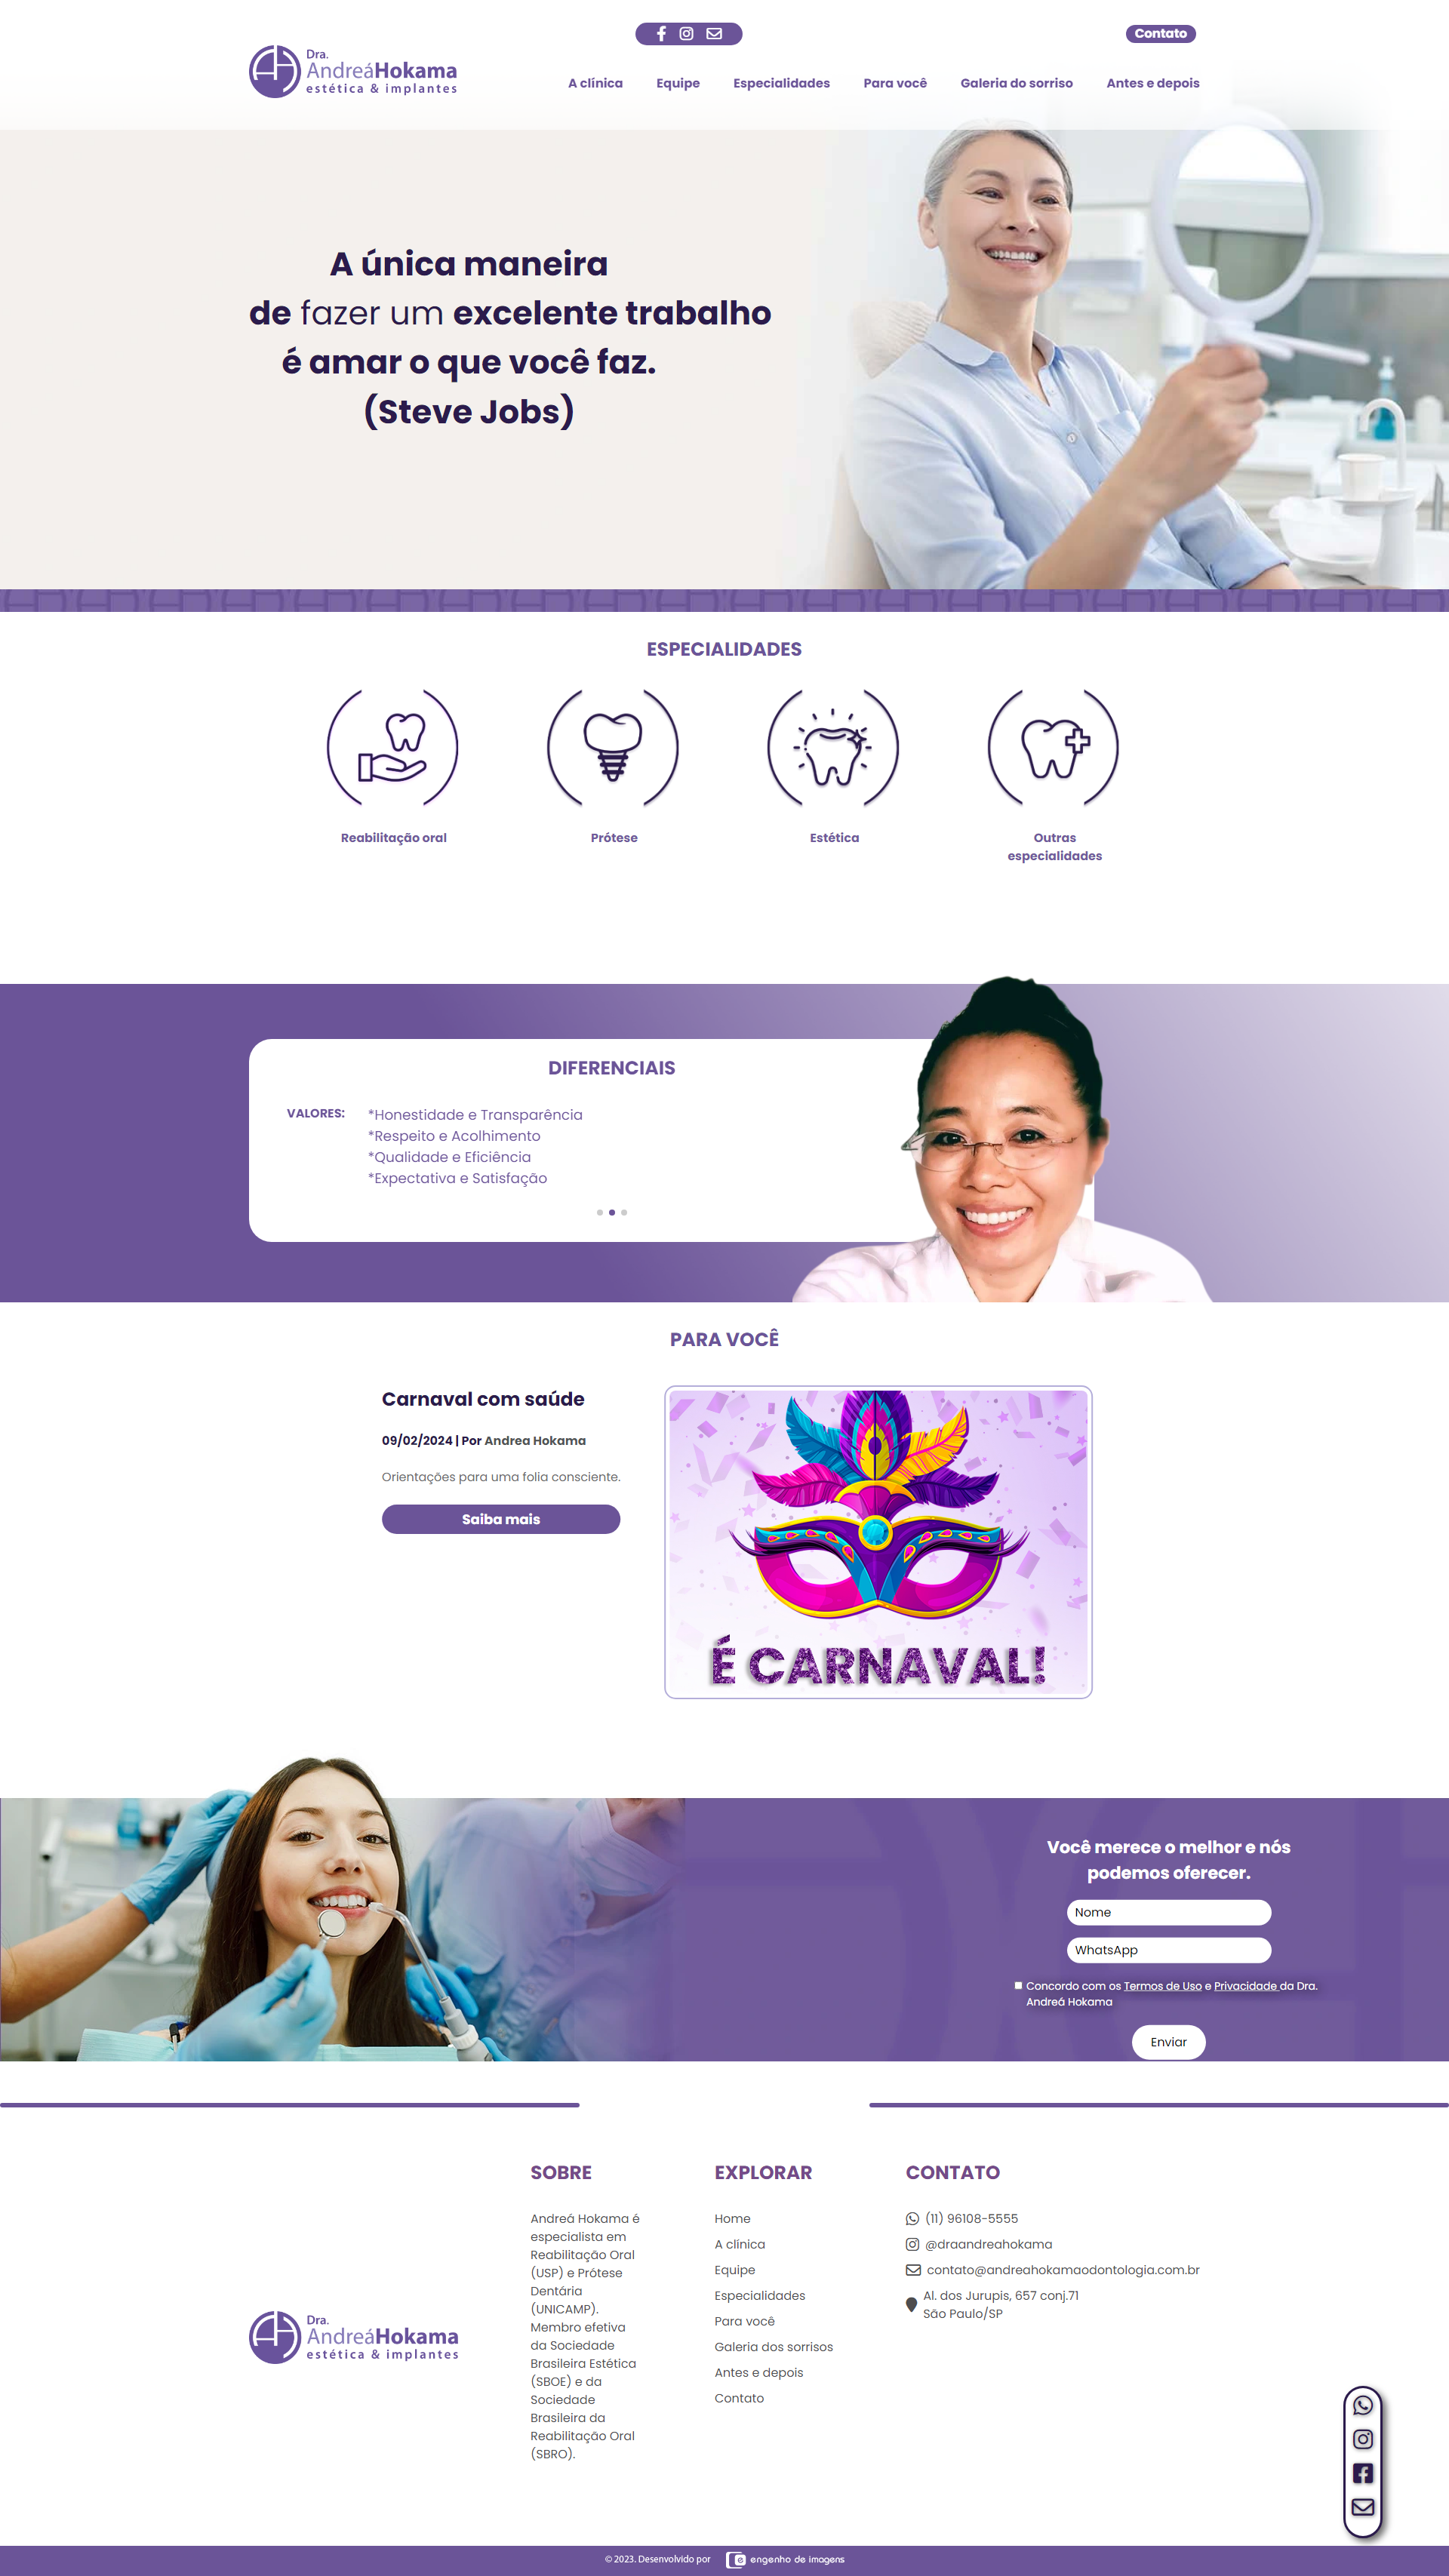 Contato
Dra.
AndreáHokama
estética & implantes
A clínica Equipe Especialidades Para você Galeria do sorriso Antes e depois
A única maneira
de fazer um excelente trabalho
é amar o que você faz.
(Steve Jobs)
ESPECIALIDADES
Reabilitação oral
Prótese
Estética
Outras
especialidades
DIFERENCIAIS
VALORES:
*Honestidade e Transparência
*Respeito e Acolhimento
*Qualidade e Eficiência
*Expectativa e Satisfação
PARA VOCÊ
Carnaval com saúde
09/02/2024 | Por Andrea Hokama
Orientações para uma folia consciente.
Saiba mais
É CARNAVAL!
Você merece o melhor e nós
podemos oferecer.
Nome
WhatsApp
Concordo com os Termos de Uso e Privacidade da Dra.
Andreá Hokama
Enviar
Dra.
AndreáHokama
estética & implantes
SOBRE
Andreá Hokama é
especialista em
Reabilitação Oral
(USP) e Prótese
Dentária
(UNICAMP).
Membro efetiva
da Sociedade
Brasileira Estética
(SBOE) e da
Sociedade
Brasileira da
Reabilitação Oral
(SBRO).
EXPLORAR
Home
A clínica
Equipe
Especialidades
Para você
Galeria dos sorrisos
Antes e depois
Contato
CONTATO
(11) 96108-5555
@draandreahokama
contato@andreahokamaodontologia.com.br
Al. dos Jurupis, 657 conj.71
São Paulo/SP
© 2023. Desenvolvido por engenho de imagens